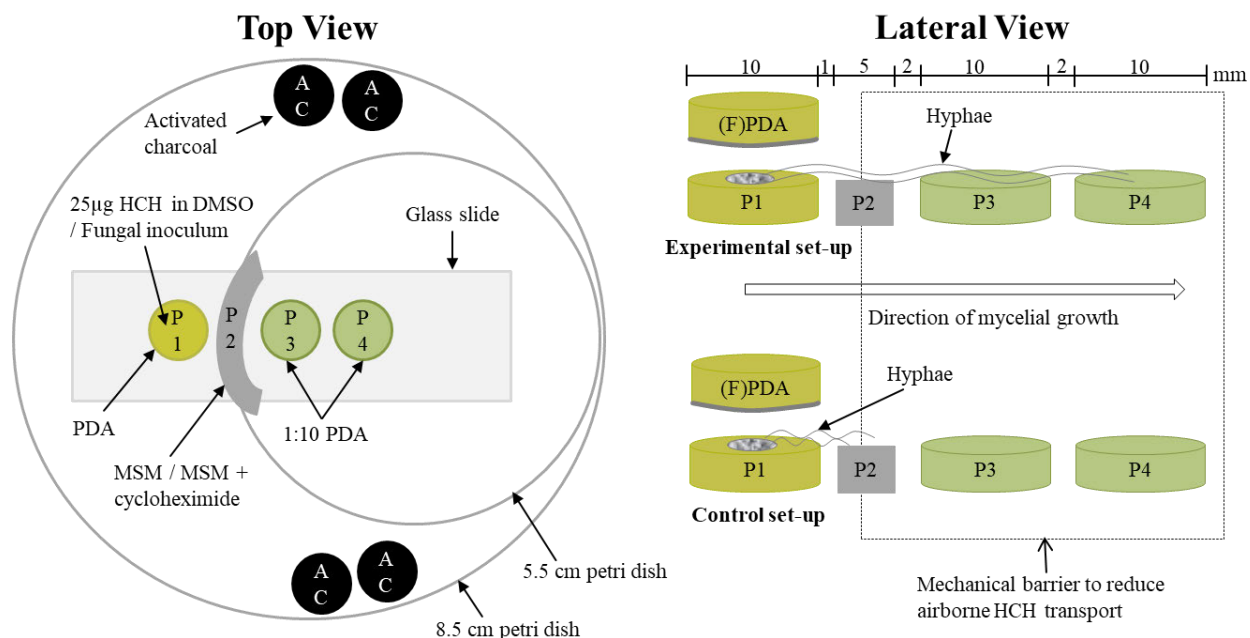 Top View
A
C
A
C
Activated
charcoal
25µg HCH in DMSO
/ Fungal inoculum
Glass slide
P
1
P
2
P
3
P
4
PDA
1:10 PDA
MSM / MSM +
cycloheximide
A
C
A
C
5.5 cm petri dish
8.5 cm petri dish
Lateral View
10 1 5 2 10 2 10 mm
(F)PDA
Hyphae
P1 P2 P3 P4
Experimental set-up
Direction of mycelial growth
(F)PDA
Hyphae
P1 P2 P3 P4
Control set-up
Mechanical barrier to reduce
airborne HCH transport